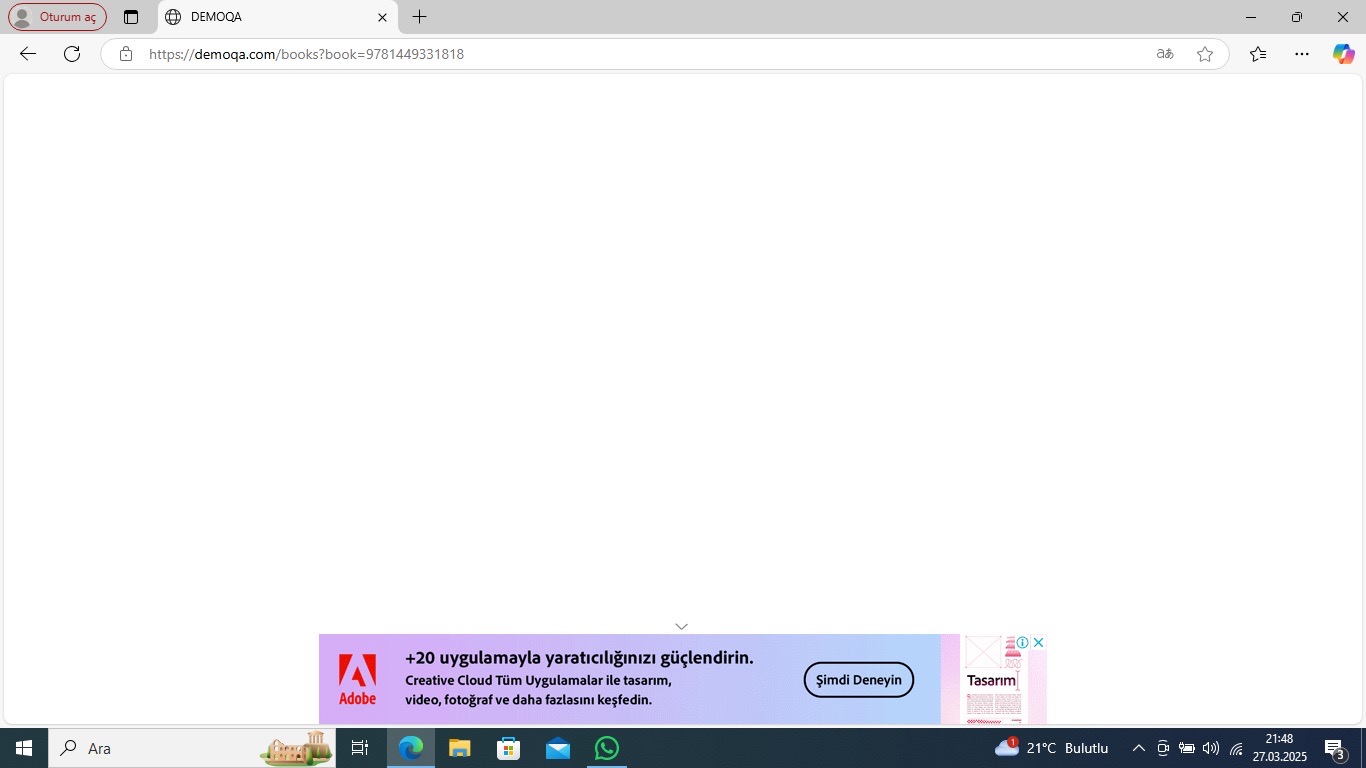 Oturum aç
DEMOQA
https://demoqa.com/books?book=9781449331818
aあ
+20 uygulamayla yaratıcılığınızı güçlendirin.
Creative Cloud Tüm Uygulamalar ile tasarım,
video, fotoğraf ve daha fazlasını keşfedin.
Adobe
Şimdi Deneyin
Tasarım
Ara
1
21°C Bulutlu
21:48
27.03.2025
3